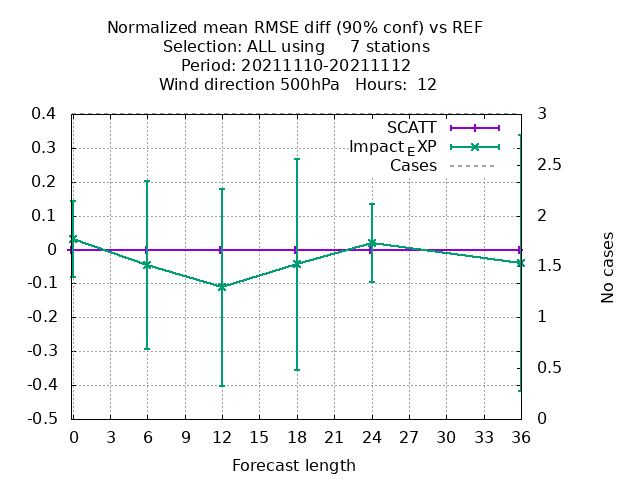 Normalized mean RMSE diff (90% conf) vs REF
Selection: ALL using 7 stations
Period: 20211110-20211112
Wind direction 500hPa Hours: 12
0.4
0.3
0.2
0.1
0
-0.1
-0.2
-0.3
-0.4
-0.5
3
2.5
2
1.5
1
0.5
0
SCATT
Impact_EXP
Cases
No cases
0 3 6 9 12 15 18 21 24 27 30 33 36
Forecast length